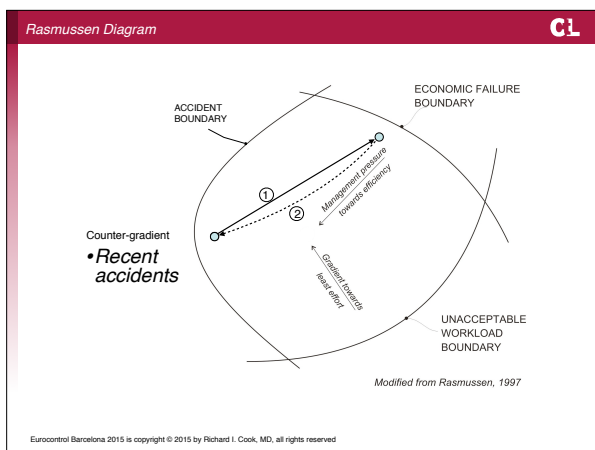 Rasmussen Diagram
CtL
ECONOMIC FAILURE
BOUNDARY
ACCIDENT
BOUNDARY
Management pressure
towards efficiency
1
2
Counter-gradient
•Recent
accidents
Gradient towards
least effort
UNACCEPTABLE
WORKLOAD
BOUNDARY
Modified from Rasmussen, 1997
Eurocontrol Barcelona 2015 is copyright © 2015 by Richard I. Cook, MD, all rights reserved